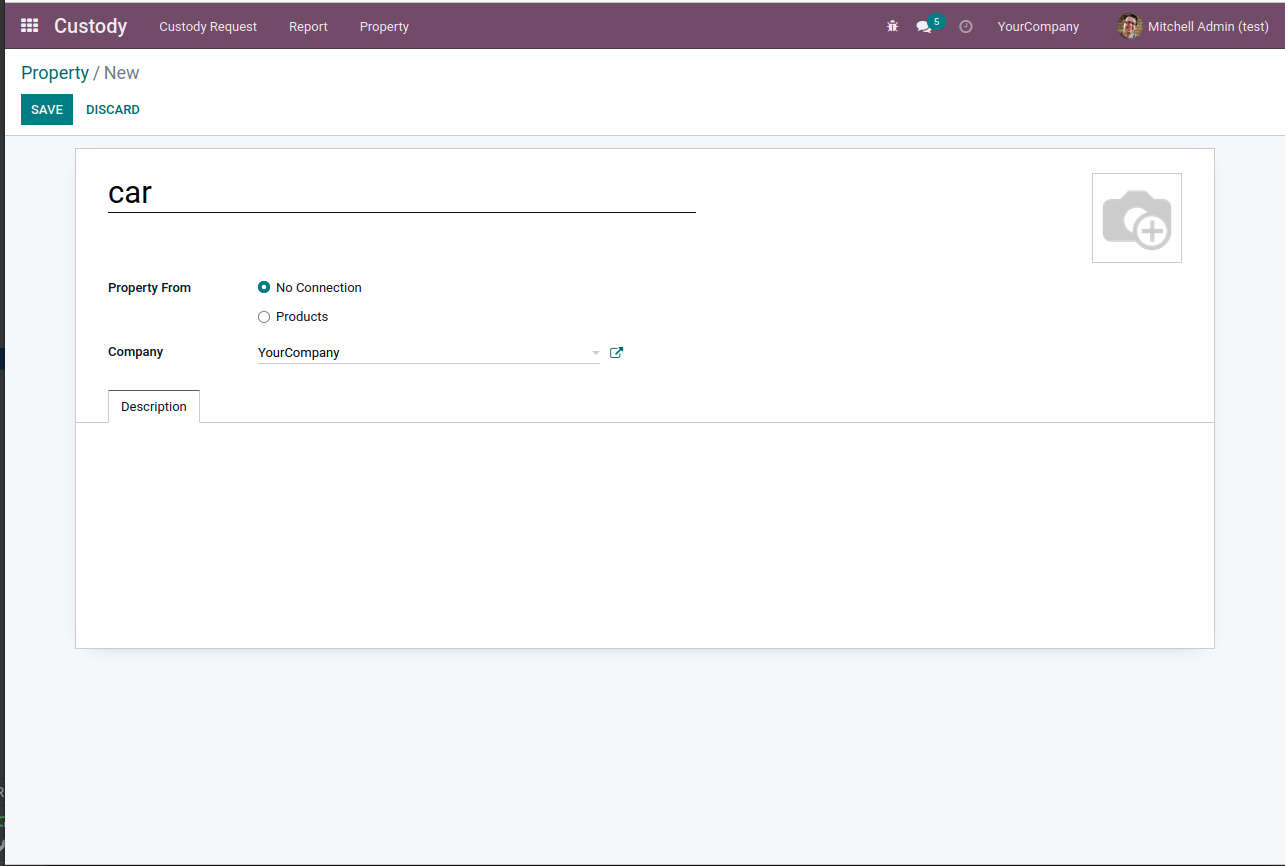 Custody Custody Request Report Property 5 YourCompany Mitchell Admin (test)
Property / New
SAVE DISCARD
car
Property From No Connection
Products
Company YourCompany
Description